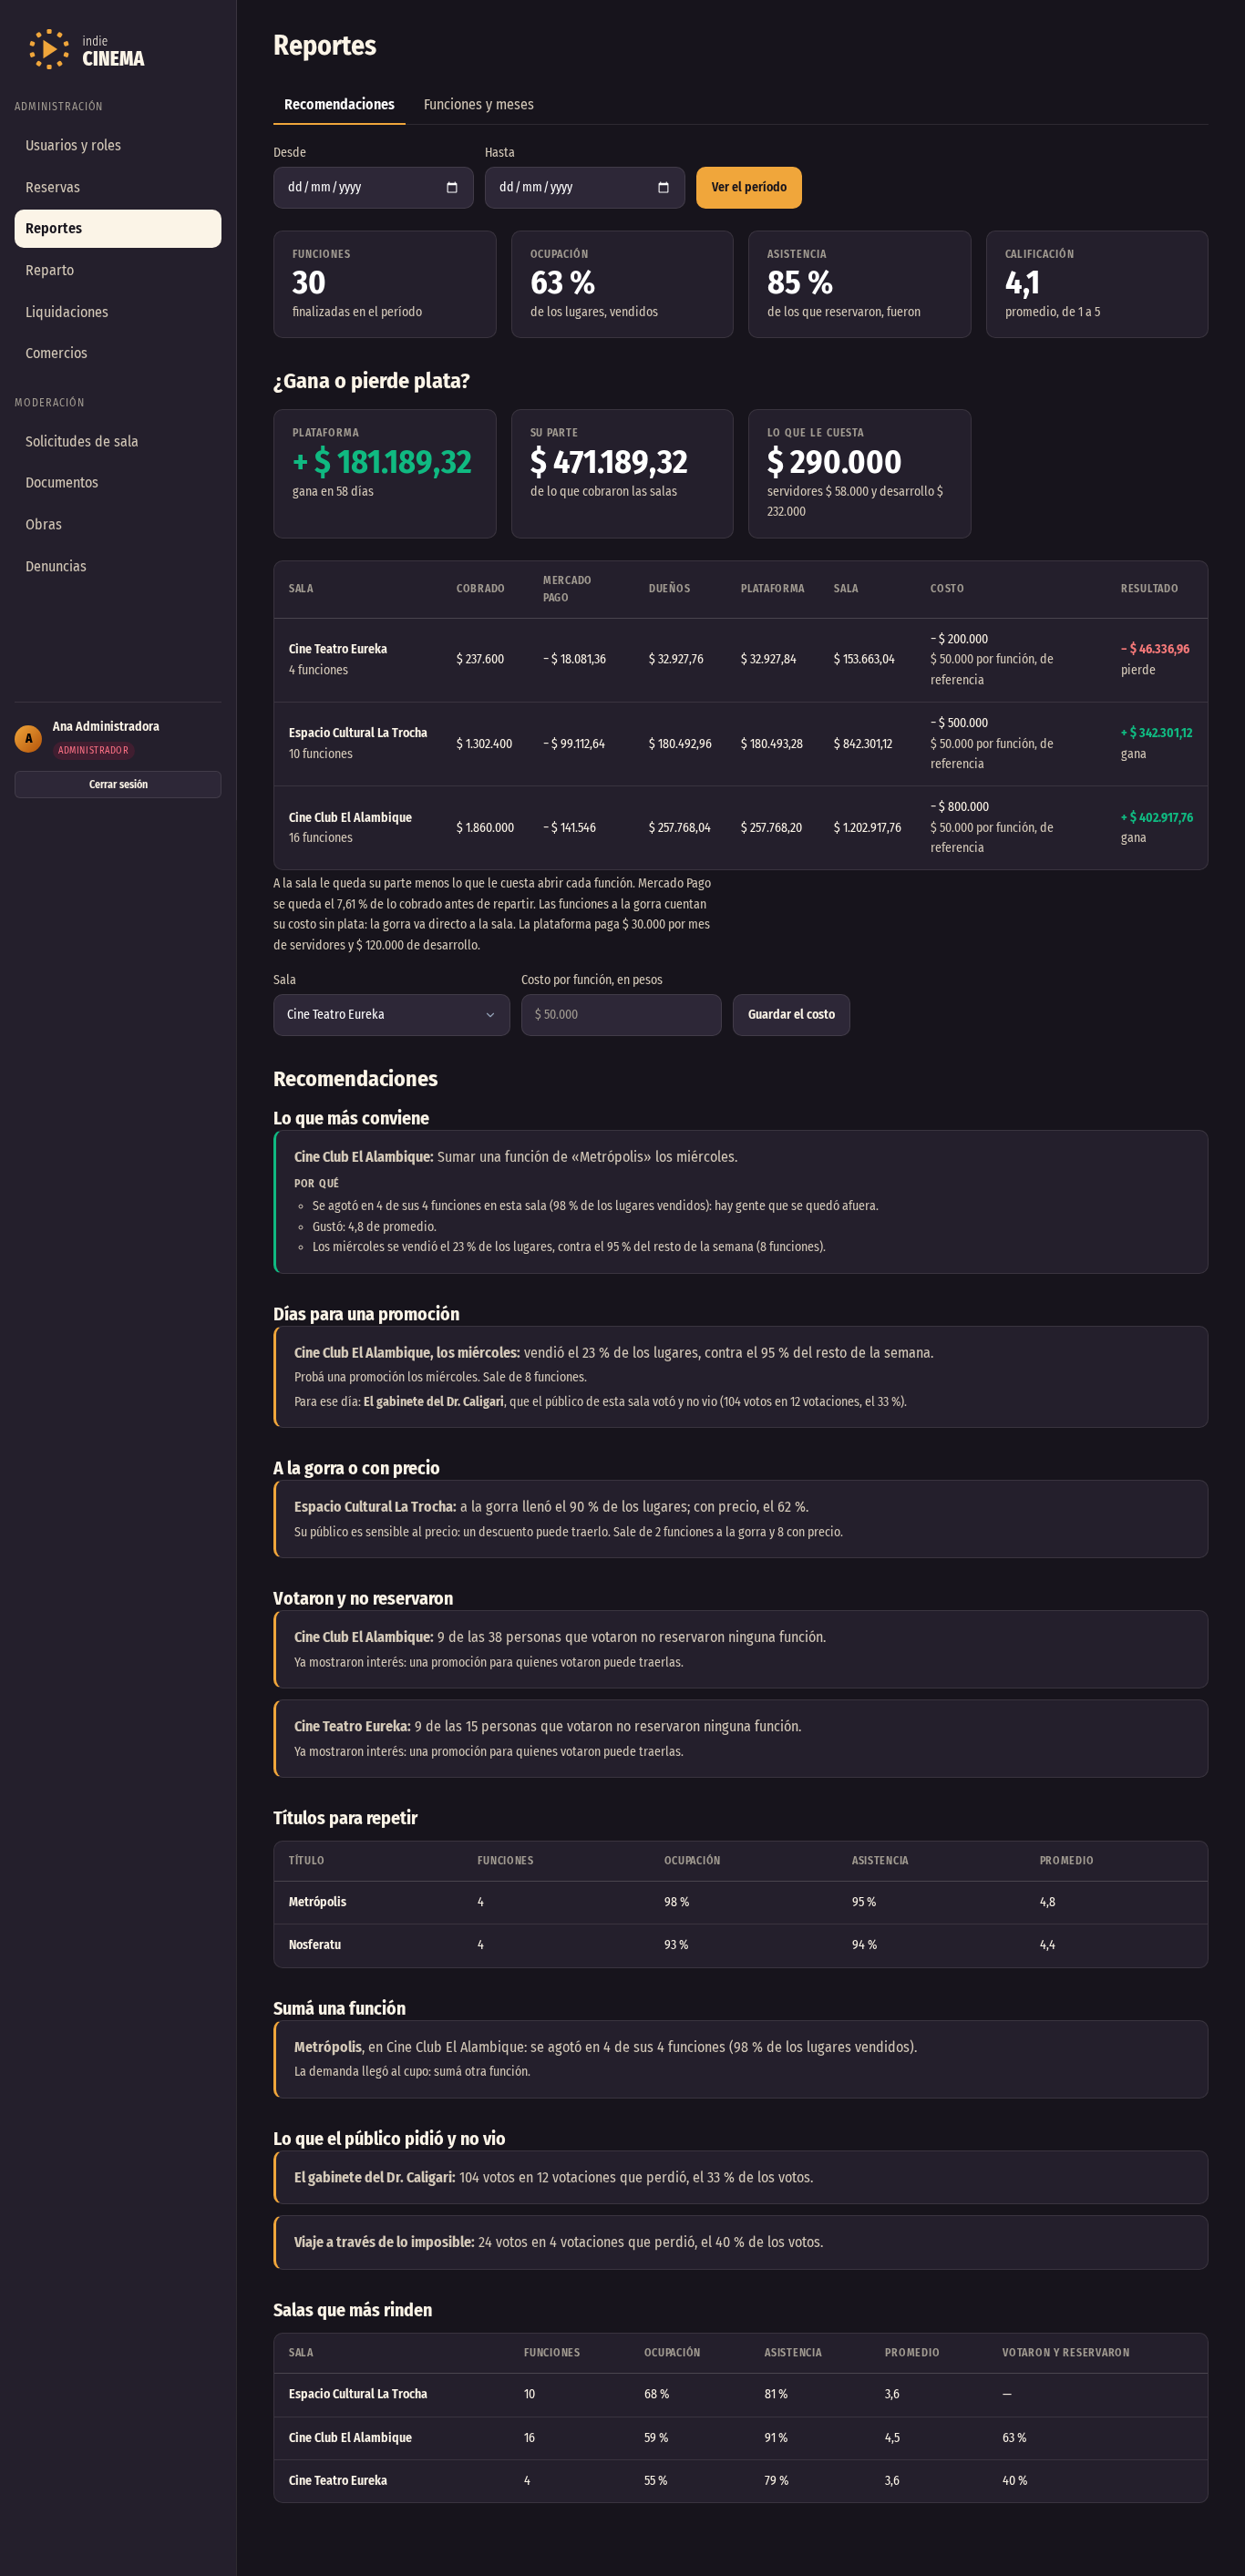 indie
CINEMA
ADMINISTRACIÓN
Usuarios y roles
Reservas
Reportes
Reparto
Liquidaciones
Comercios
MODERACIÓN
Solicitudes de sala
Documentos
Obras
Denuncias
A
Ana Administradora
ADMINISTRADOR
Cerrar sesión
Reportes
Recomendaciones Funciones y meses
Desde Hasta
dd/mm/yyyy dd/mm/yyyy Ver el período
FUNCIONES
30
finalizadas en el período
OCUPACIÓN
63 %
de los lugares, vendidos
ASISTENCIA
85 %
de los que reservaron, fueron
CALIFICACIÓN
4,1
promedio, de 1 a 5
¿Gana o pierde plata?
PLATAFORMA
+ $ 181.189,32
gana en 58 días
SU PARTE
$ 471.189,32
de lo que cobraron las salas
LO QUE LE CUESTA
$ 290.000
servidores $ 58.000 y desarrollo $
232.000
SALA COBRADO MERCADO PAGO DUEÑOS PLATAFORMA SALA COSTO RESULTADO
Cine Teatro Eureka
4 funciones
$ 237.600 − $ 18.081,36 $ 32.927,76 $ 32.927,84 $ 153.663,04
− $ 200.000
$ 50.000 por función, de
referencia
− $ 46.336,96
pierde
Espacio Cultural La Trocha
10 funciones
$ 1.302.400 − $ 99.112,64 $ 180.492,96 $ 180.493,28 $ 842.301,12
− $ 500.000
$ 50.000 por función, de
referencia
+ $ 342.301,12
gana
Cine Club El Alambique
16 funciones
$ 1.860.000 − $ 141.546 $ 257.768,04 $ 257.768,20 $ 1.202.917,76
− $ 800.000
$ 50.000 por función, de
referencia
+ $ 402.917,76
gana
A la sala le queda su parte menos lo que le cuesta abrir cada función. Mercado Pago
se queda el 7,61 % de lo cobrado antes de repartir. Las funciones a la gorra cuentan
su costo sin plata: la gorra va directo a la sala. La plataforma paga $ 30.000 por mes
de servidores y $ 120.000 de desarrollo.
Sala Costo por función, en pesos
Cine Teatro Eureka $ 50.000 Guardar el costo
Recomendaciones
Lo que más conviene
Cine Club El Alambique: Sumar una función de «Metrópolis» los miércoles.
POR QUÉ
◦ Se agotó en 4 de sus 4 funciones en esta sala (98 % de los lugares vendidos): hay gente que se quedó afuera.
◦ Gustó: 4,8 de promedio.
◦ Los miércoles se vendió el 23 % de los lugares, contra el 95 % del resto de la semana (8 funciones).
Días para una promoción
Cine Club El Alambique, los miércoles: vendió el 23 % de los lugares, contra el 95 % del resto de la semana.
Probá una promoción los miércoles. Sale de 8 funciones.
Para ese día: El gabinete del Dr. Caligari, que el público de esta sala votó y no vio (104 votos en 12 votaciones, el 33 %).
A la gorra o con precio
Espacio Cultural La Trocha: a la gorra llenó el 90 % de los lugares; con precio, el 62 %.
Su público es sensible al precio: un descuento puede traerlo. Sale de 2 funciones a la gorra y 8 con precio.
Votaron y no reservaron
Cine Club El Alambique: 9 de las 38 personas que votaron no reservaron ninguna función.
Ya mostraron interés: una promoción para quienes votaron puede traerlas.
Cine Teatro Eureka: 9 de las 15 personas que votaron no reservaron ninguna función.
Ya mostraron interés: una promoción para quienes votaron puede traerlas.
Títulos para repetir
TÍTULO FUNCIONES OCUPACIÓN ASISTENCIA PROMEDIO
Metrópolis 4 98 % 95 % 4,8
Nosferatu 4 93 % 94 % 4,4
Sumá una función
Metrópolis, en Cine Club El Alambique: se agotó en 4 de sus 4 funciones (98 % de los lugares vendidos).
La demanda llegó al cupo: sumá otra función.
Lo que el público pidió y no vio
El gabinete del Dr. Caligari: 104 votos en 12 votaciones que perdió, el 33 % de los votos.
Viaje a través de lo imposible: 24 votos en 4 votaciones que perdió, el 40 % de los votos.
Salas que más rinden
SALA FUNCIONES OCUPACIÓN ASISTENCIA PROMEDIO VOTARON Y RESERVARON
Espacio Cultural La Trocha 10 68 % 81 % 3,6 —
Cine Club El Alambique 16 59 % 91 % 4,5 63 %
Cine Teatro Eureka 4 55 % 79 % 3,6 40 %